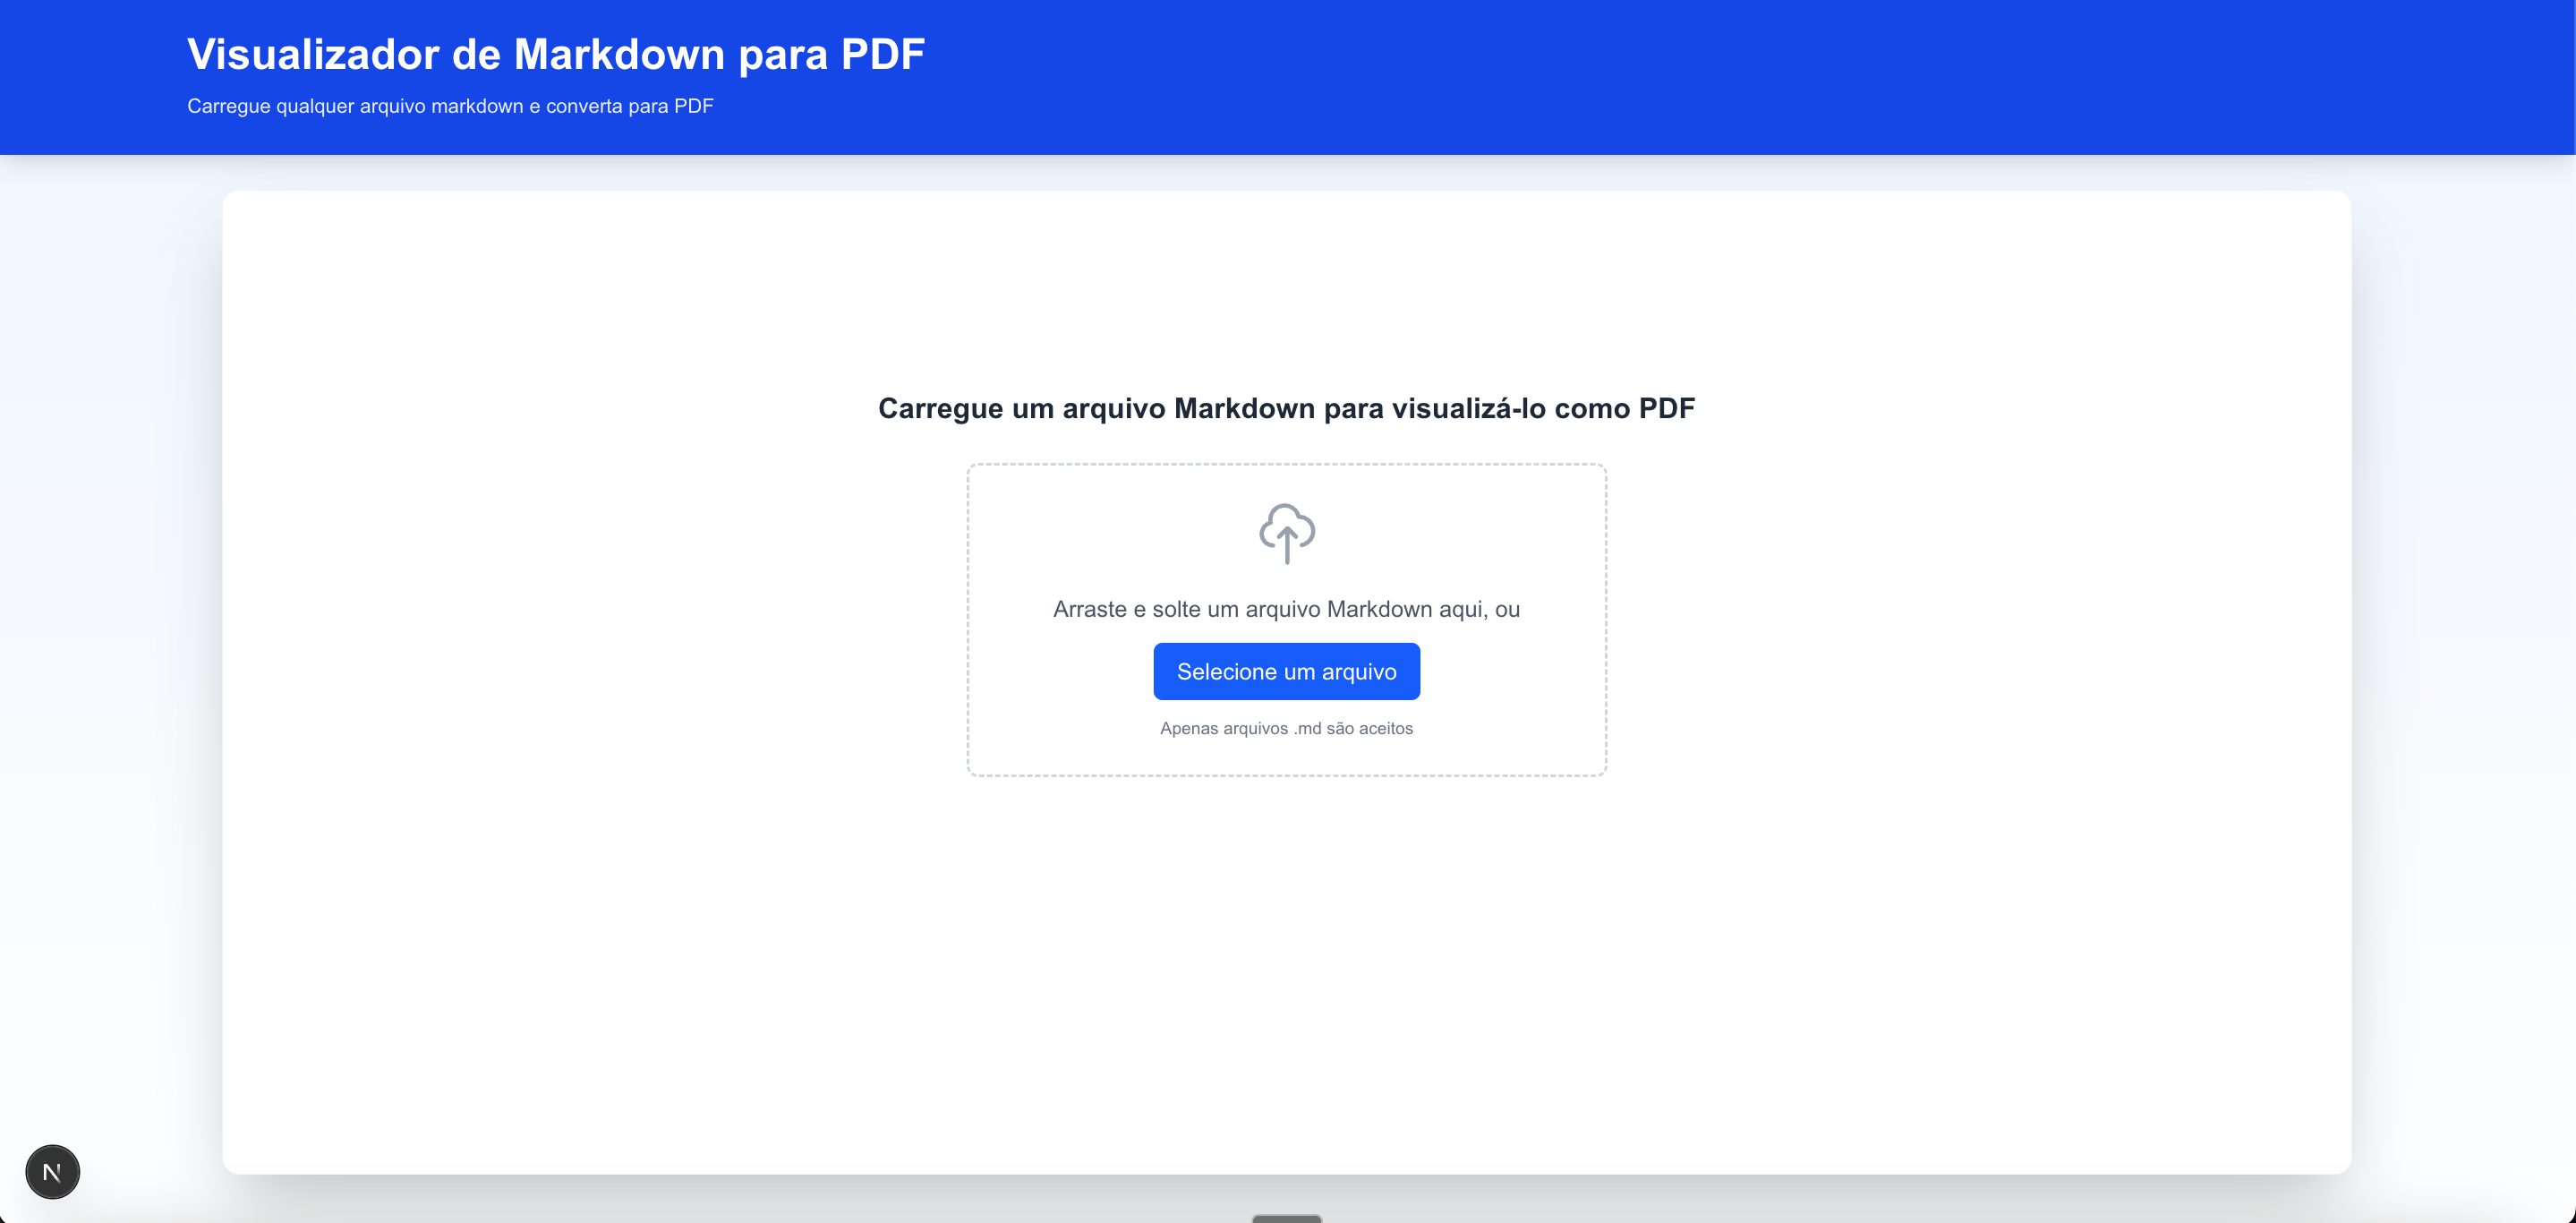 Visualizador de Markdown para PDF
Carregue qualquer arquivo markdown e converta para PDF
Carregue um arquivo Markdown para visualizá-lo como PDF
Arraste e solte um arquivo Markdown aqui, ou
Selecione um arquivo
Apenas arquivos .md são aceitos
N